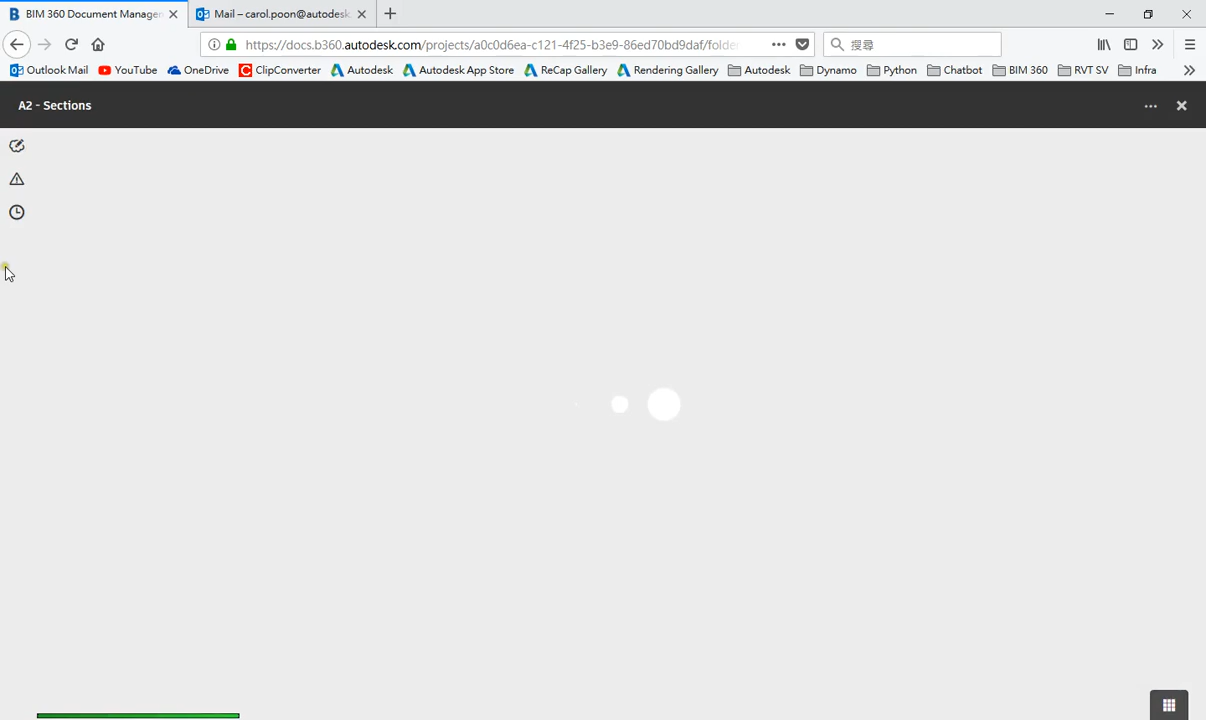 BIM 360 Document Managen
Mail – carol.poon@autodesk
https://docs.b360.autodesk.com/projects/a0c0d6ea-c121-4f25-b3e9-86ed70bd9daf/folde
搜尋
Outlook Mail YouTube OneDrive ClipConverter Autodesk Autodesk App Store ReCap Gallery Rendering Gallery Autodesk Dynamo Python Chatbot BIM 360 RVT SV Infra
A2 - Sections